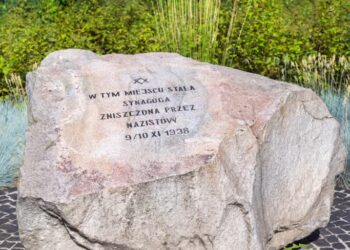 W TYM MIEJSCU STAŁA
SYNAGOGA
ZNISZCZONA PRZEZ
NAZISTÓW
9/10 XI 1938